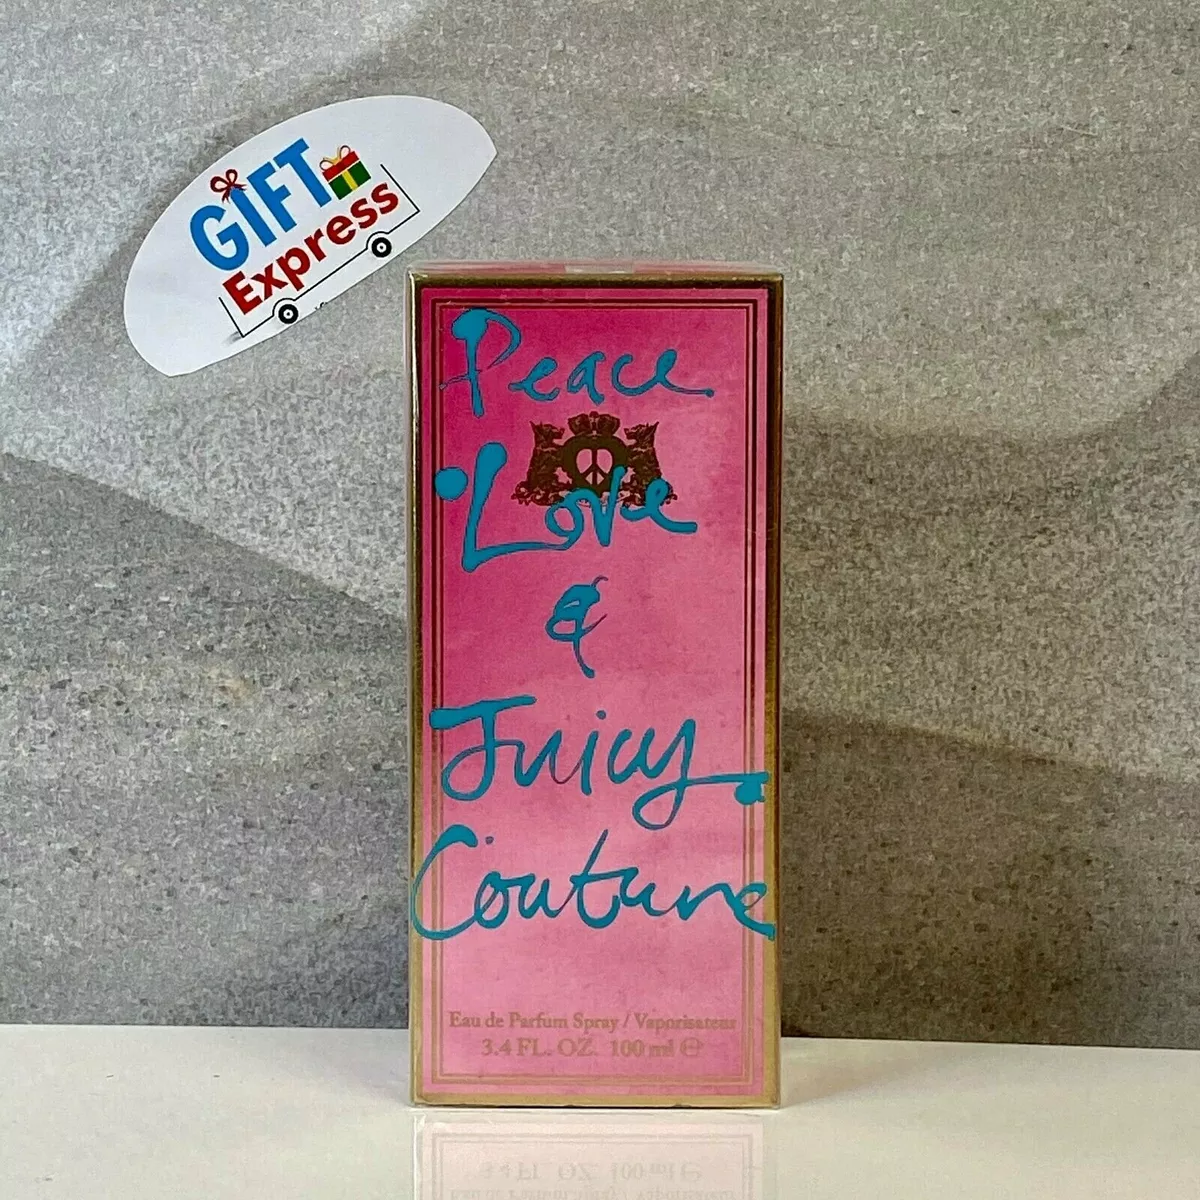 GIFT
Express
Peace
Love
&
Juicy
Couture
Eau de Parfum Spray / Vaporisateur
3.4 FL. OZ. 100 ml ℮